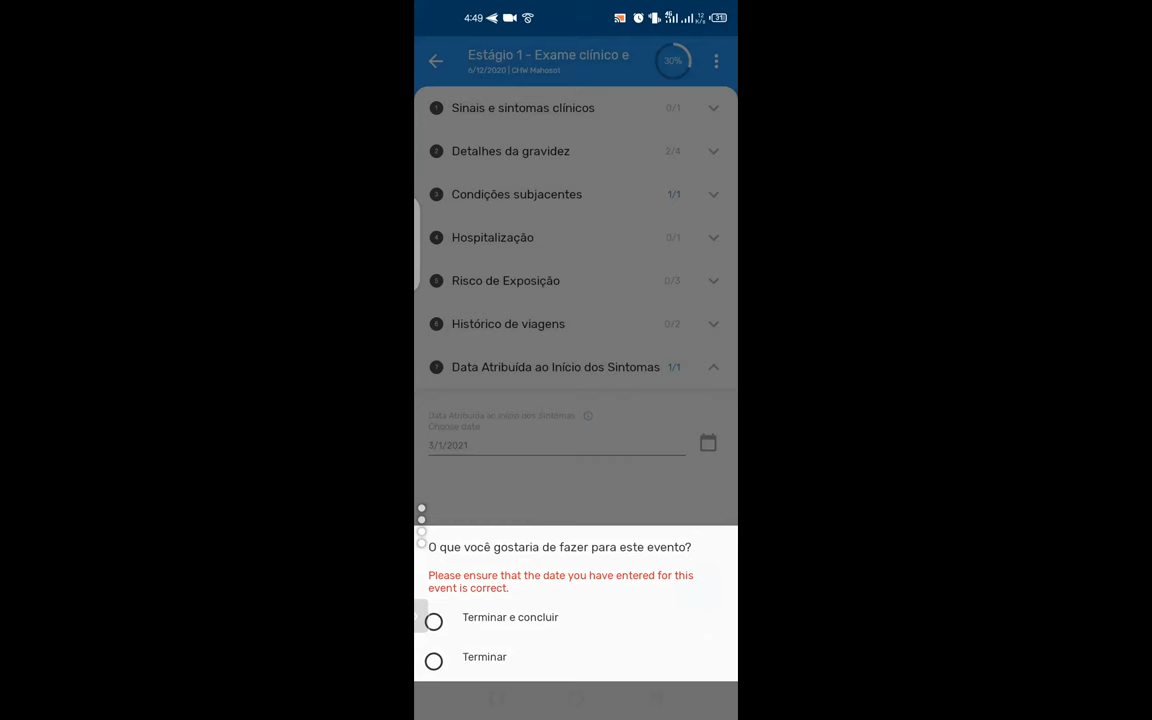 4:49
4G
12
K/s
31
Estágio 1 - Exame clínico e
6/12/2020 | CHW Mahosot
30%
1 Sinais e sintomas clínicos 0/1
2 Detalhes da gravidez 2/4
3 Condições subjacentes 1/1
4 Hospitalização 0/1
5 Risco de Exposição 0/3
6 Histórico de viagens 0/2
7 Data Atribuída ao Início dos Sintomas 1/1
Data Atribuída ao Início dos Sintomas
Choose date
3/1/2021
O que você gostaria de fazer para este evento?
Please ensure that the date you have entered for this
event is correct.
Terminar e concluir
Terminar